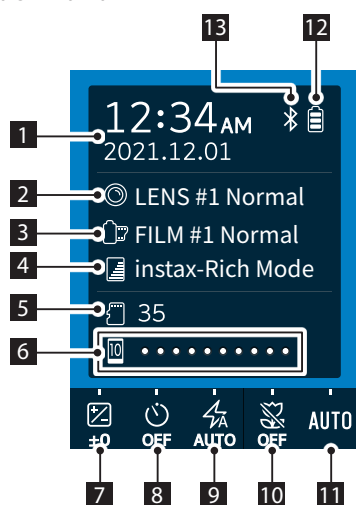 13
12
1
12:34AM
2021.12.01
2
LENS #1 Normal
3
FILM #1 Normal
4
instax-Rich Mode
5
35
6
10
±0
OFF
A
AUTO
OFF
AUTO
7
8
9
10
11